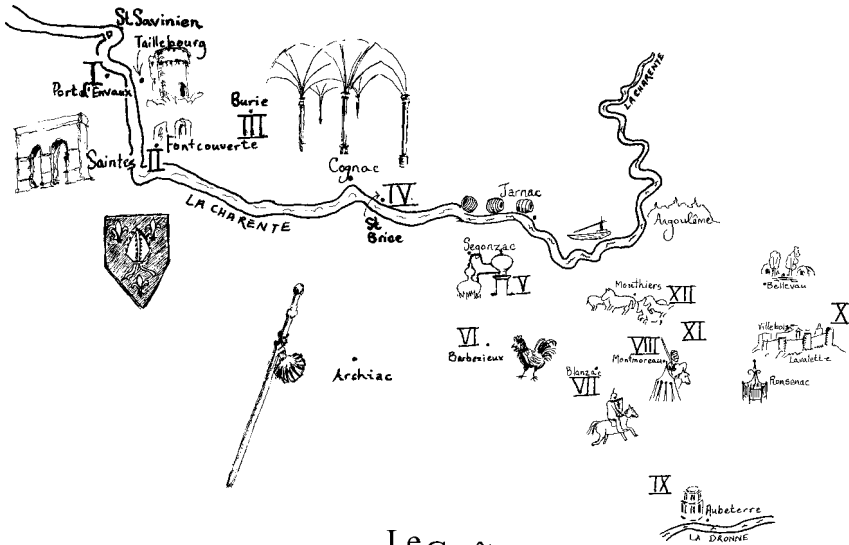 St Savinien
Taillebourg
I
Port d'Envaux
Burie
III
Fontcouverte
Saintes II
Cognac
IV
St
Brice
LA CHARENTE
LA CHARENTE
Jarnac
Angoulême
Segonzac
V
Monthiers XII
Bellevau
X
XI
VI
Barbezieux
VIII
Montmoreau
Villebois
Lavalette
Blanzac
VII
Ronsenac
Archiac
IX
Aubeterre
LA DRONNE
Le